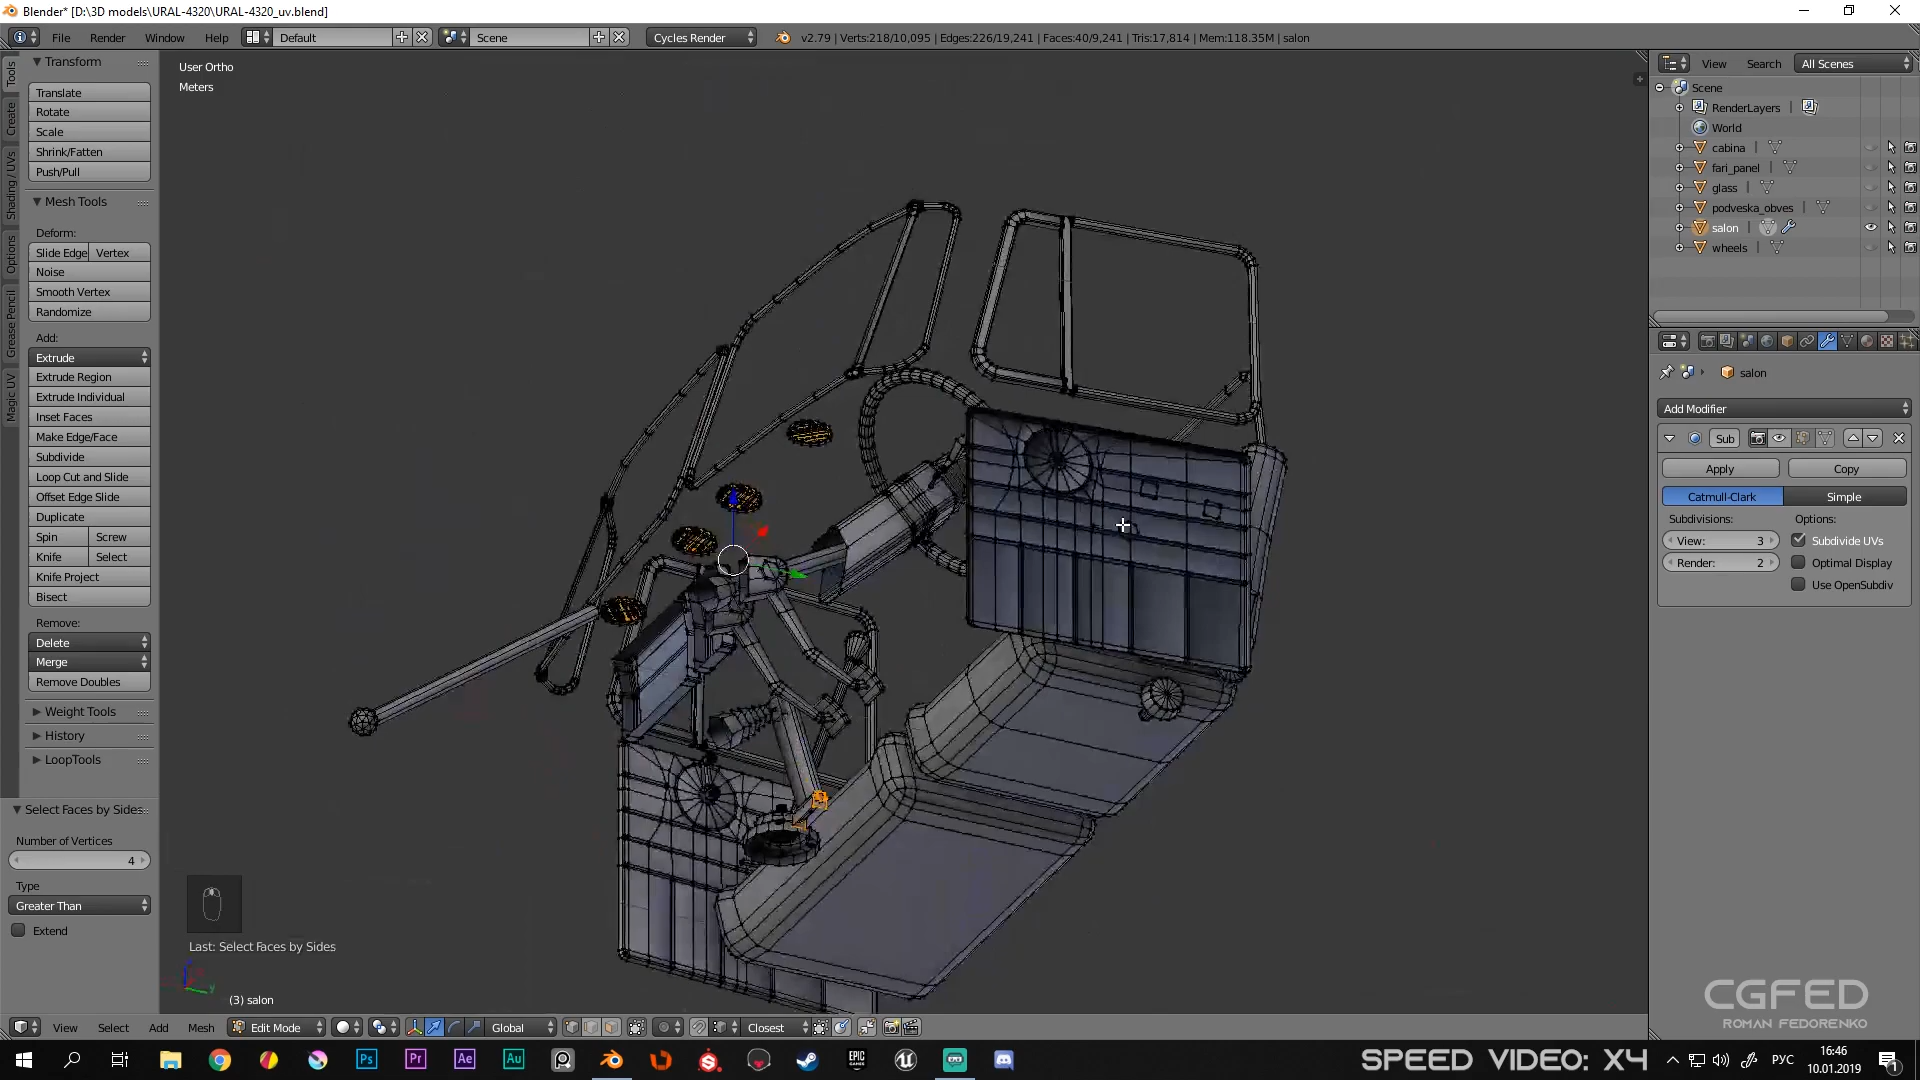 Blender* [D:\3D models\URAL-4320\URAL-4320_uv.blend]
File Render Window Help Default Scene Cycles Render v2.79 | Verts:218/10,095 | Edges:226/19,241 | Faces:40/9,241 | Tris:17,814 | Mem:118.35M | salon
Tools
Create
Shading / UVs
Options
Grease Pencil
Magic UV
Transform
Translate
Rotate
Scale
Shrink/Fatten
Push/Pull
Mesh Tools
Deform:
Slide Edge Vertex
Noise
Smooth Vertex
Randomize
Add:
Extrude
Extrude Region
Extrude Individual
Inset Faces
Make Edge/Face
Subdivide
Loop Cut and Slide
Offset Edge Slide
Duplicate
Spin Screw
Knife Select
Knife Project
Bisect
Remove:
Delete
Merge
Remove Doubles
Weight Tools
History
LoopTools
Select Faces by Sides
Number of Vertices
4
Type
Greater Than
Extend
User Ortho
Meters
Last: Select Faces by Sides
(3) salon
View Select Add Mesh Edit Mode Global Closest
View Search All Scenes
Scene
RenderLayers
World
cabina
fari_panel
glass
podveska_obves
salon
wheels
salon
Add Modifier
Sub
Apply Copy
Catmull-Clark Simple
Subdivisions: Options:
View: 3 Subdivide UVs
Render: 2 Optimal Display
Use OpenSubdiv
CGFED
ROMAN FEDORENKO
SPEED VIDEO: X4
РУС
16:46
10.01.2019
1
Ps Pr Ae Au
EPIC GAMES